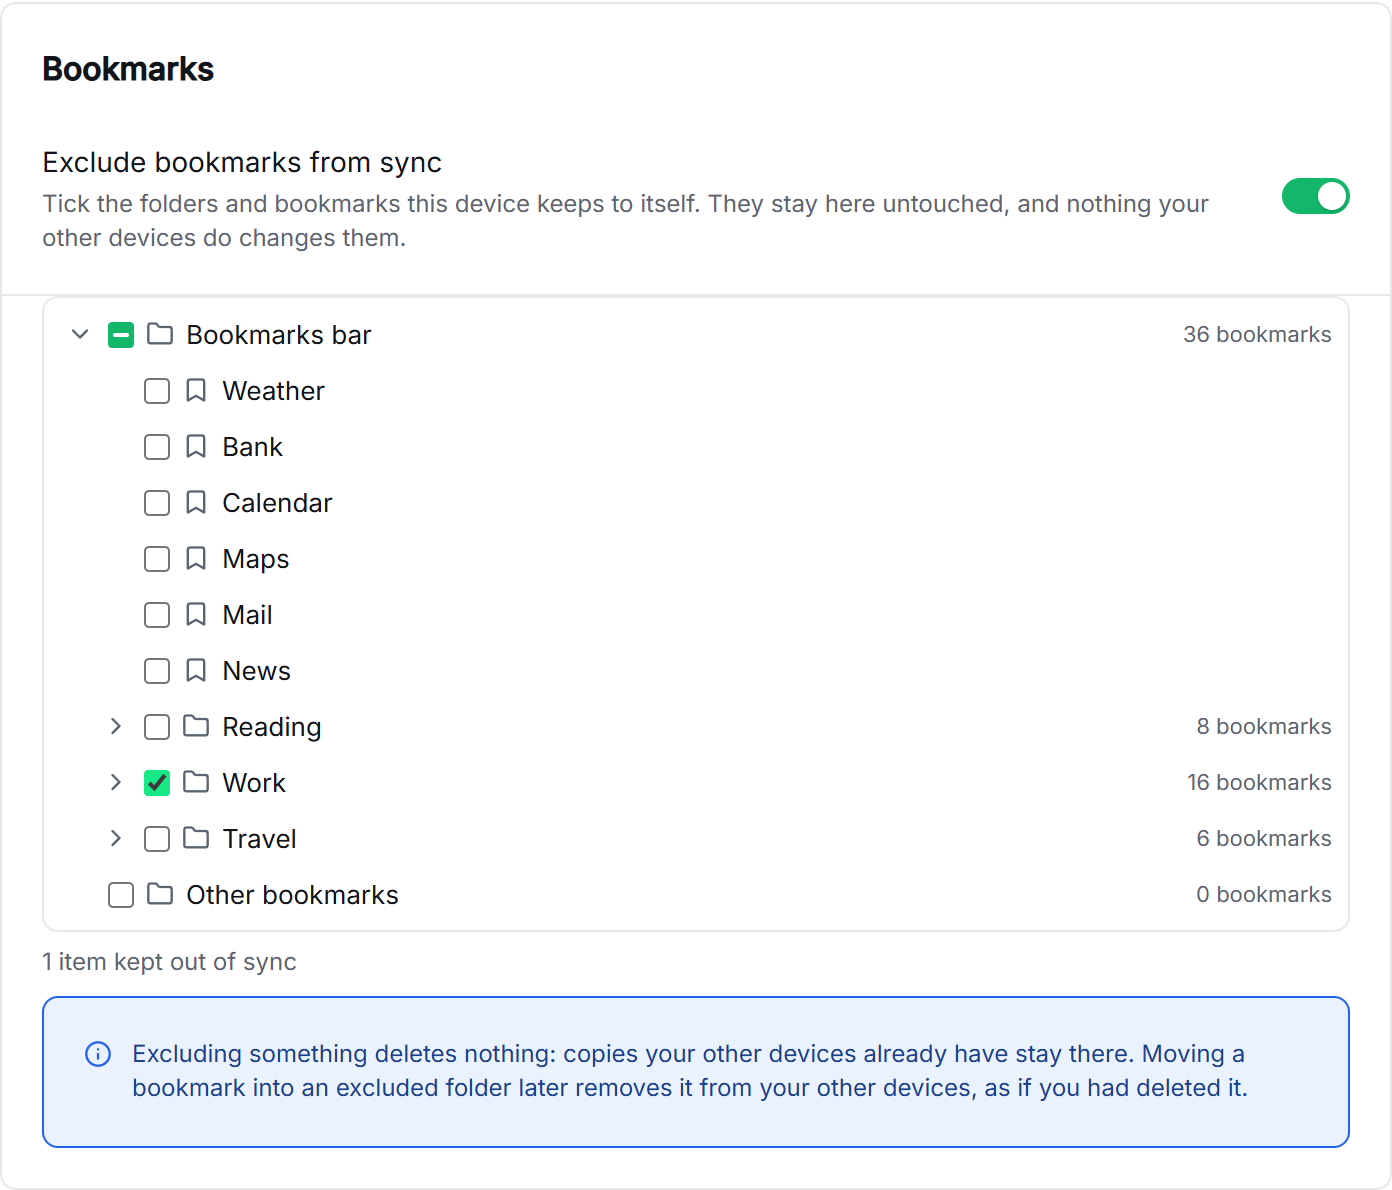 Bookmarks
Exclude bookmarks from sync
Tick the folders and bookmarks this device keeps to itself. They stay here untouched, and nothing your
other devices do changes them.
Bookmarks bar 36 bookmarks
Weather
Bank
Calendar
Maps
Mail
News
Reading 8 bookmarks
Work 16 bookmarks
Travel 6 bookmarks
Other bookmarks 0 bookmarks
1 item kept out of sync
Excluding something deletes nothing: copies your other devices already have stay there. Moving a
bookmark into an excluded folder later removes it from your other devices, as if you had deleted it.